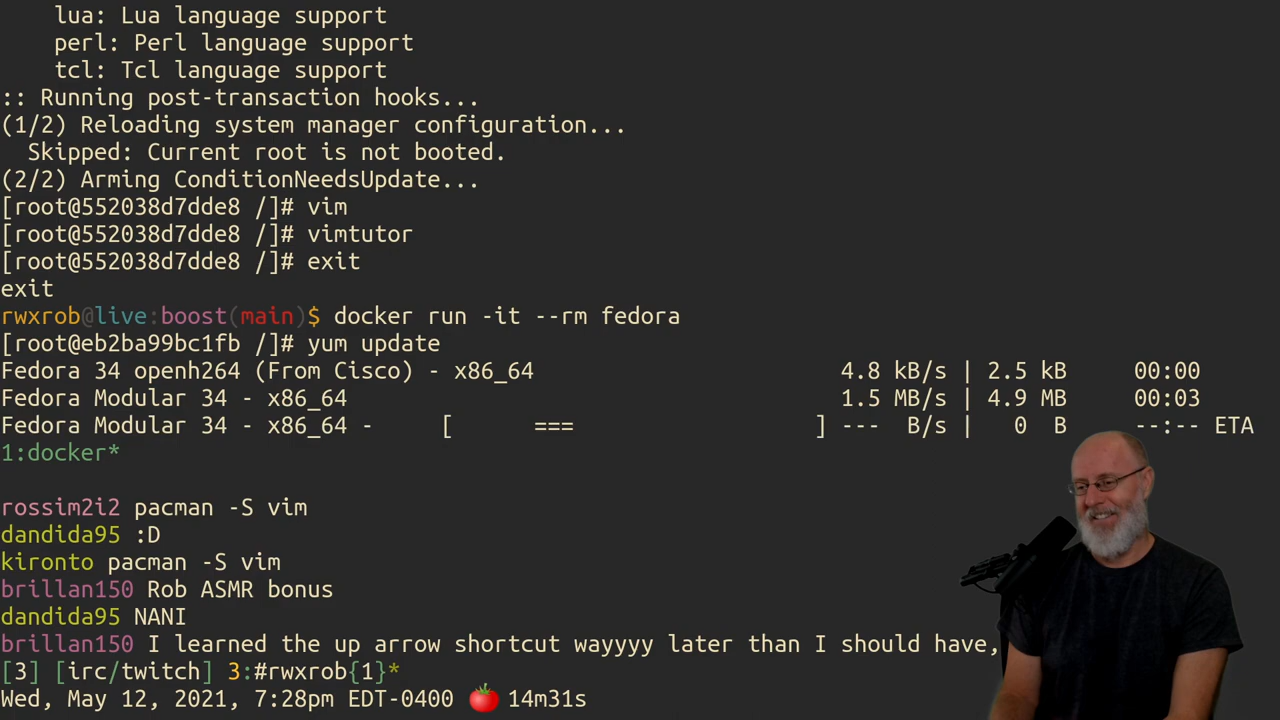 lua: Lua language support
perl: Perl language support
tcl: Tcl language support
:: Running post-transaction hooks...
(1/2) Reloading system manager configuration...
Skipped: Current root is not booted.
(2/2) Arming ConditionNeedsUpdate...
[root@552038d7dde8 /]# vim
[root@552038d7dde8 /]# vimtutor
[root@552038d7dde8 /]# exit
exit
rwxrob@live:boost(main)$ docker run -it --rm fedora
[root@eb2ba99bc1fb /]# yum update
Fedora 34 openh264 (From Cisco) - x86_64 4.8 kB/s | 2.5 kB 00:00
Fedora Modular 34 - x86_64 1.5 MB/s | 4.9 MB 00:03
Fedora Modular 34 - x86_64 - [ === ] --- B/s | 0 B --:-- ETA
1:docker*
rossim2i2 pacman -S vim
dandida95 :D
kironto pacman -S vim
brillan150 Rob ASMR bonus
dandida95 NANI
brillan150 I learned the up arrow shortcut wayyyy later than I should have,
[3] [irc/twitch] 3:#rwxrob{1}*
Wed, May 12, 2021, 7:28pm EDT-0400 🍅 14m31s